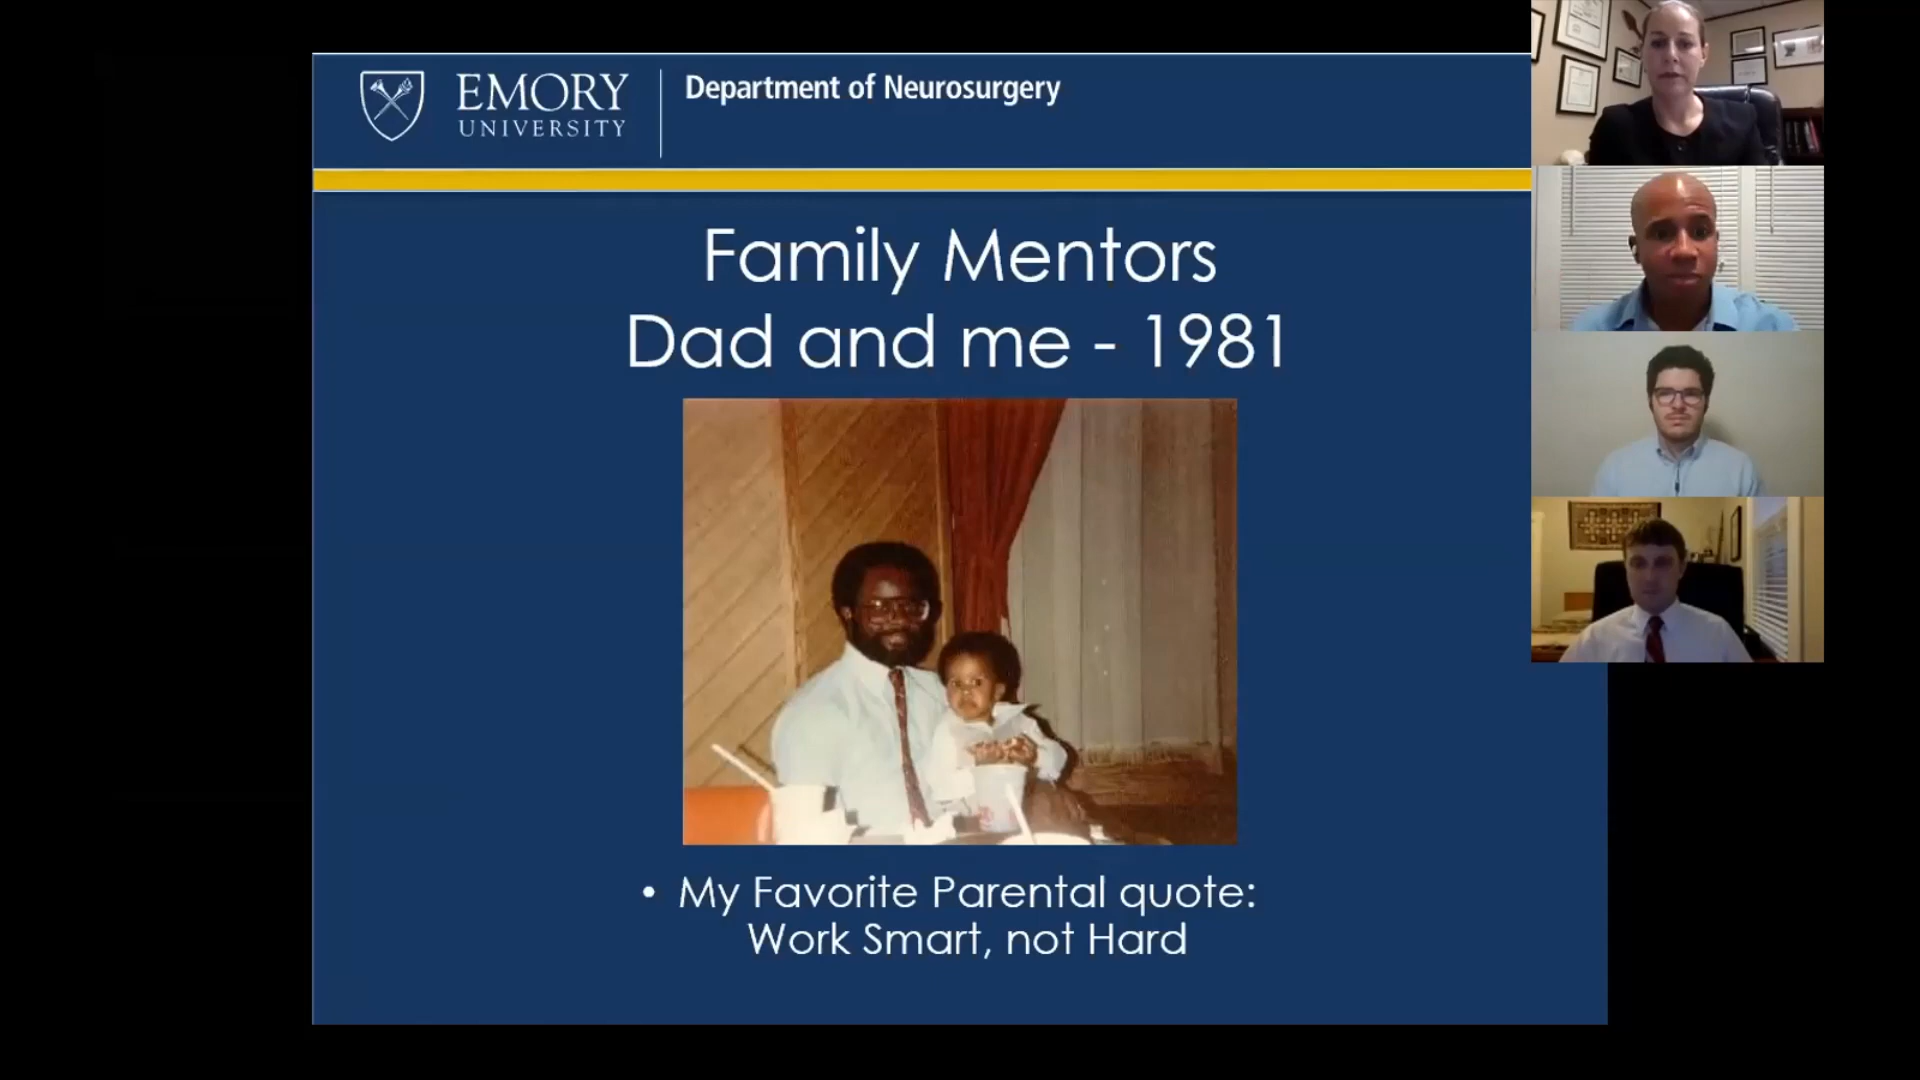 EMORY
UNIVERSITY
Department of Neurosurgery
Family Mentors
Dad and me - 1981
• My Favorite Parental quote:
Work Smart, not Hard